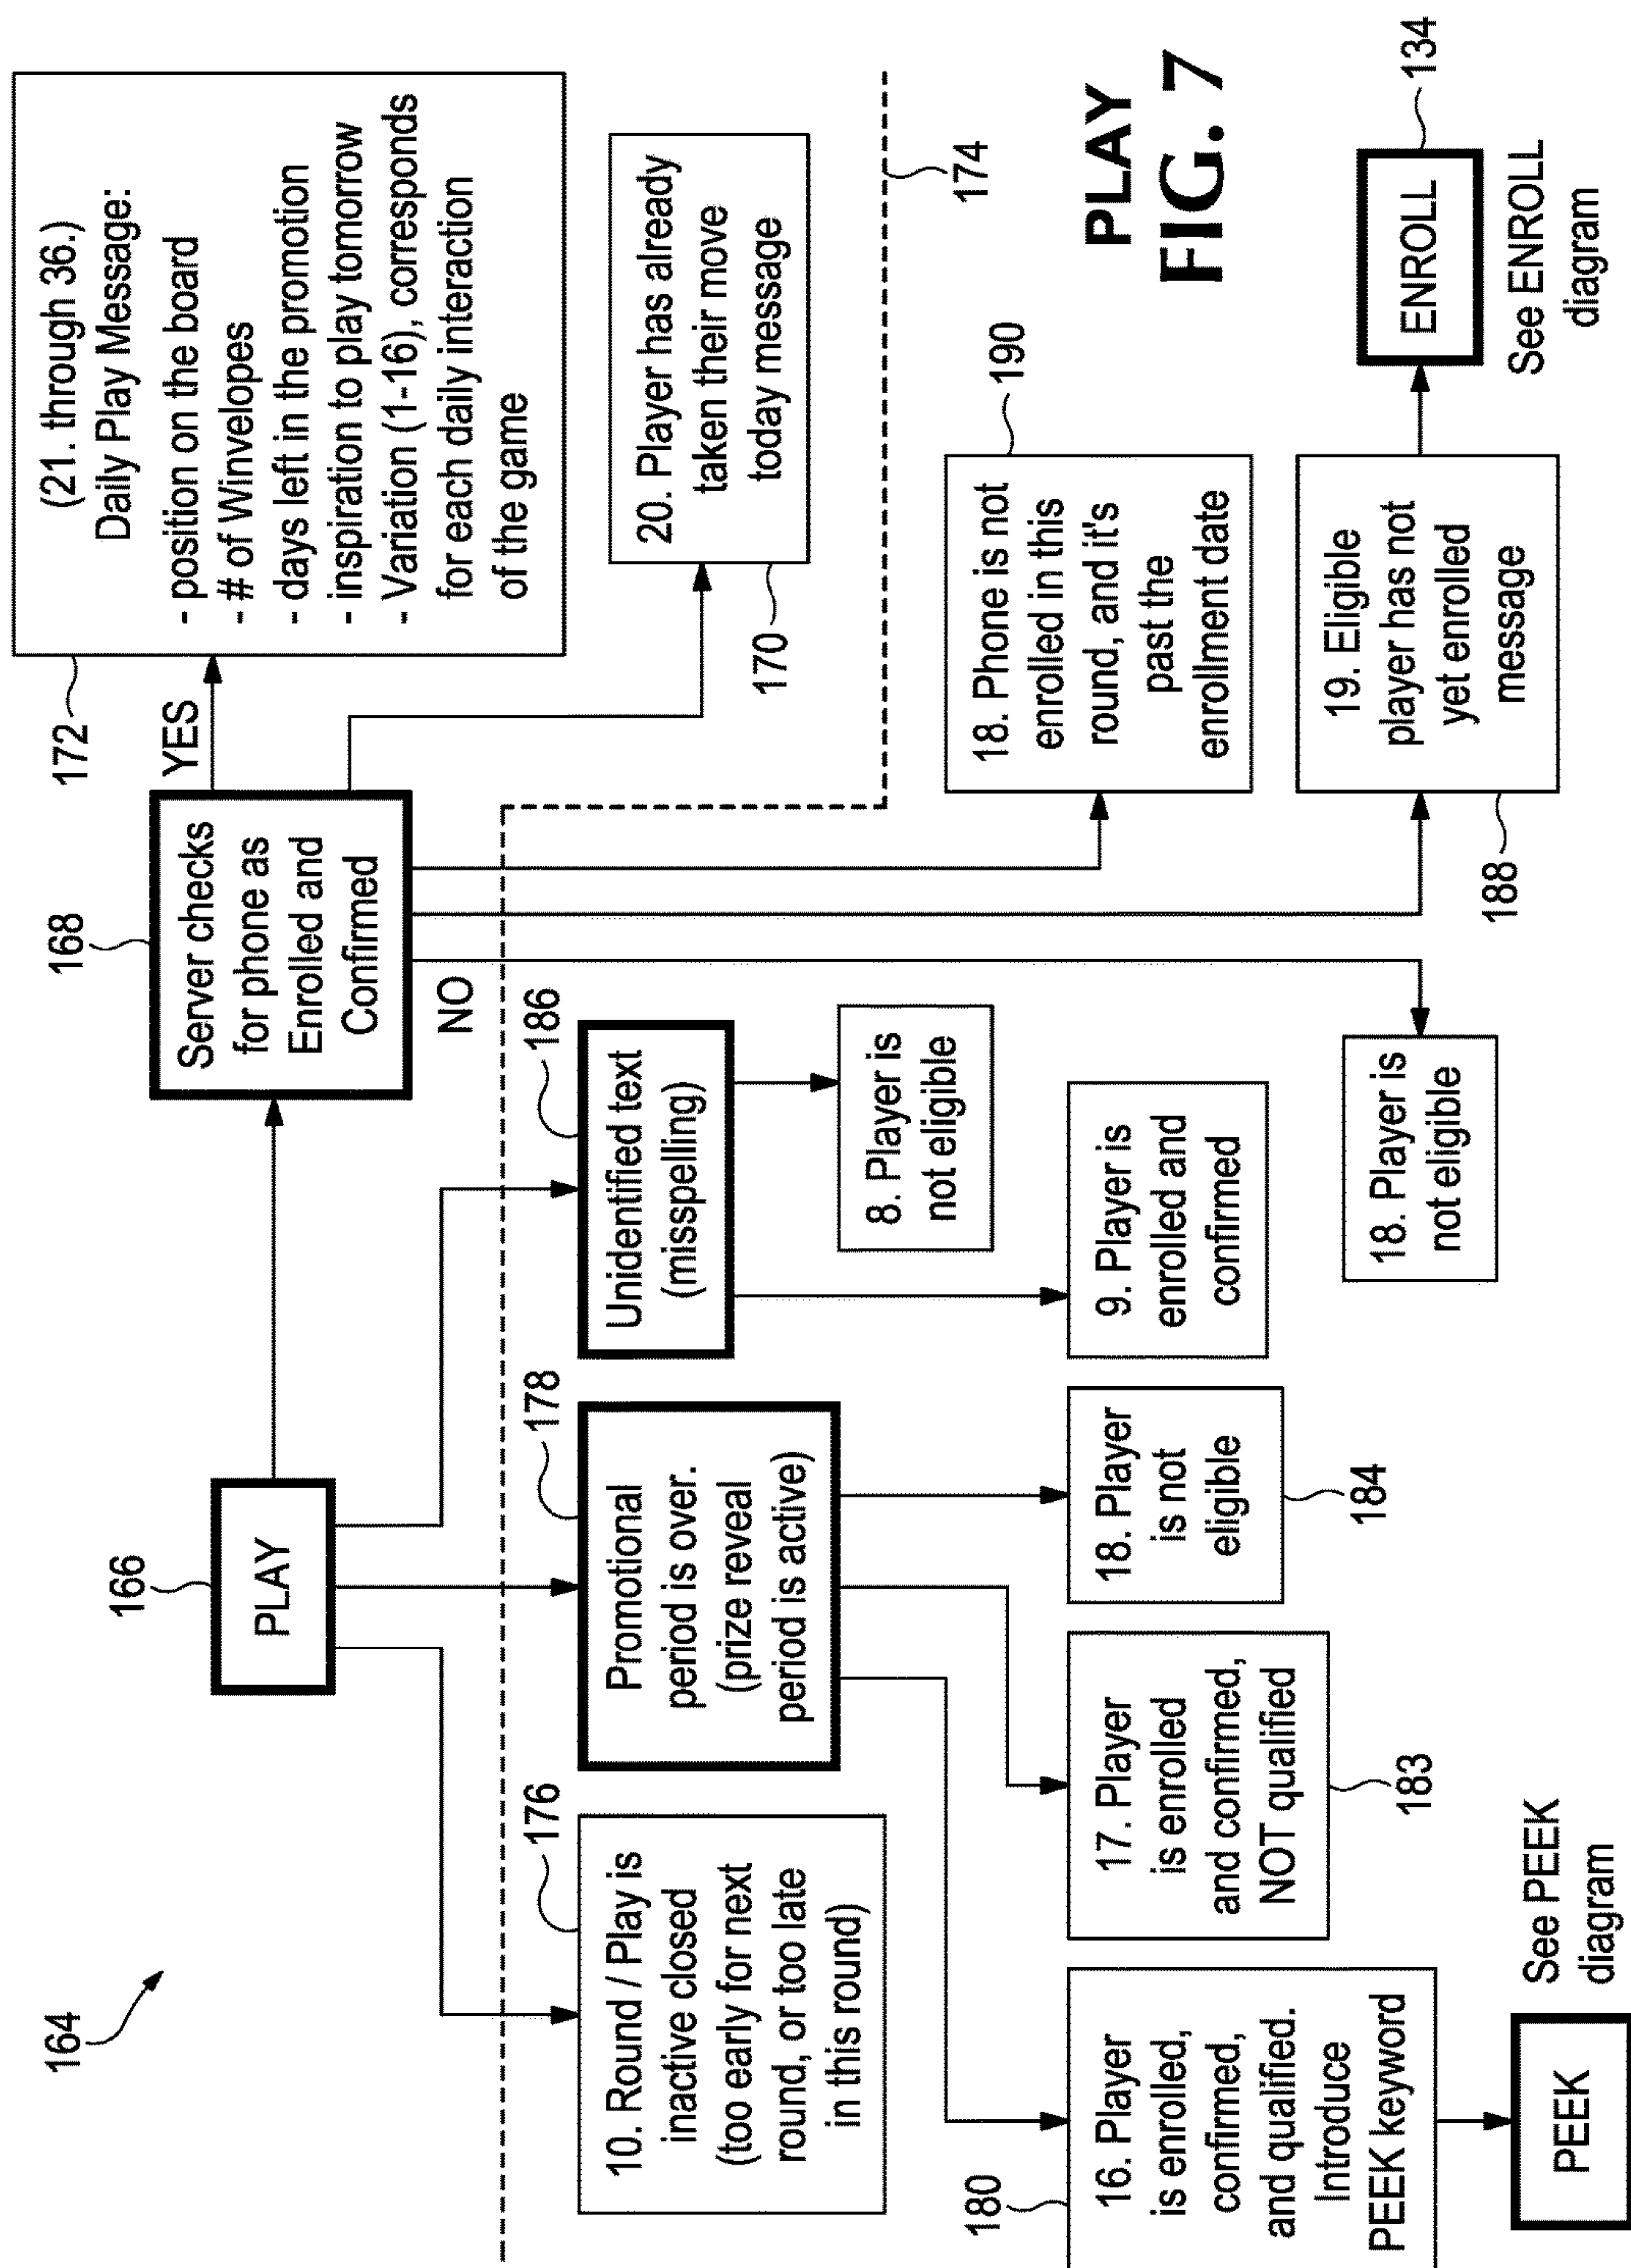 164
166
PLAY
168
Server checks
for phone as
Enrolled and
Confirmed
YES
NO
172
(21. through 36.)
Daily Play Message:
- position on the board
- # of Winvelopes
- days left in the promotion
- inspiration to play tomorrow
- Variation (1-16), corresponds
for each daily interaction
of the game
170
20. Player has already
taken their move
today message
174
176
10. Round / Play is
inactive closed
(too early for next
round, or too late
in this round)
178
Promotional
period is over.
(prize reveal
period is active)
186
Unidentified text
(misspelling)
8. Player is
not eligible
9. Player is
enrolled and
confirmed
180
16. Player
is enrolled,
confirmed,
and qualified.
Introduce
PEEK keyword
17. Player
is enrolled
and confirmed,
NOT qualified
183
18. Player
is not
eligible
184
18. Player is
not eligible
190
18. Phone is not
enrolled in this
round, and it's
past the
enrollment date
188
19. Eligible
player has not
yet enrolled
message
134
ENROLL
See ENROLL
diagram
PEEK
See PEEK
diagram
PLAY
FIG. 7